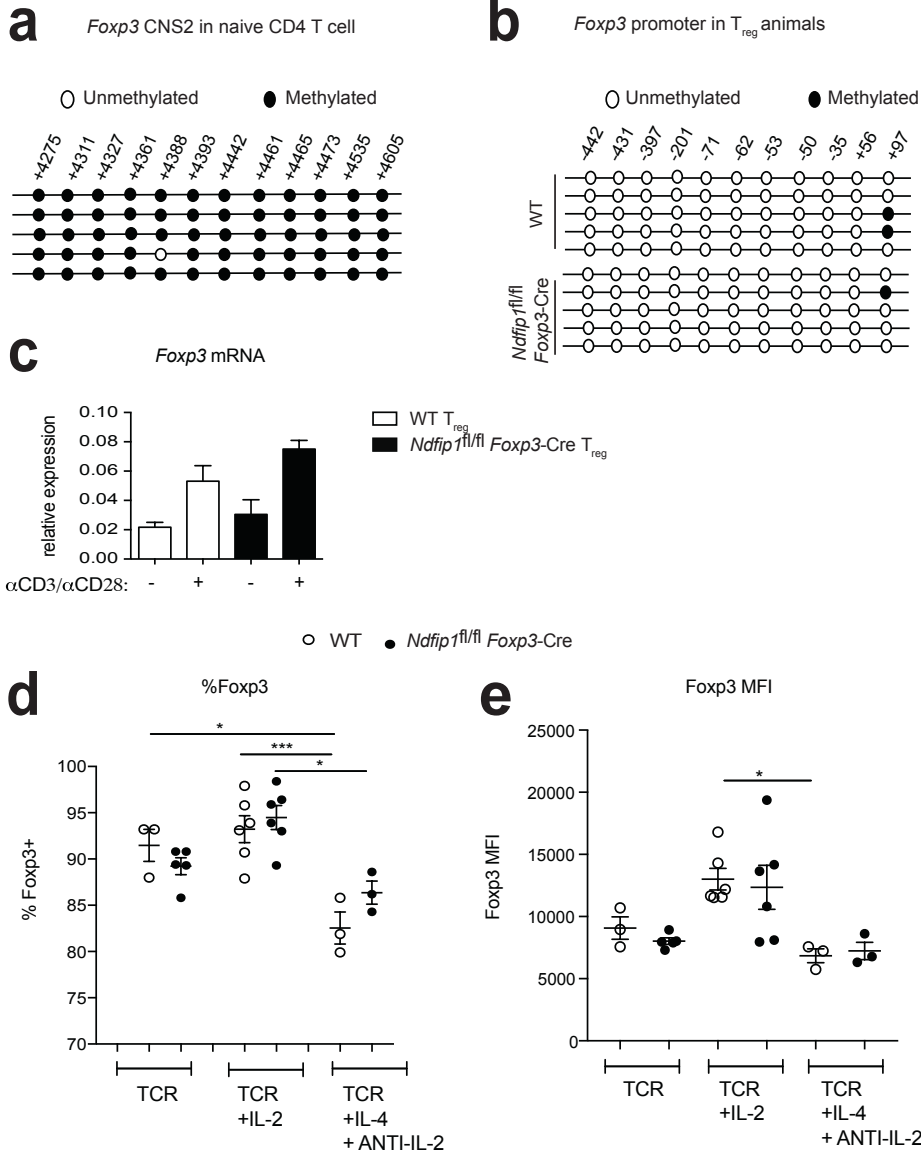 a
Foxp3 CNS2 in naive CD4 T cell
Unmethylated
Methylated
+4275 +4311 +4327 +4361 +4388 +4393 +4442 +4461 +4465 +4473 +4535 +4605
b
Foxp3 promoter in Treg animals
Unmethylated
Methylated
-442 -431 -397 -201 -71 -62 -53 -50 -35 +56 +97
WT
Ndfip1fl/fl
Foxp3-Cre
c
Foxp3 mRNA
relative expression
0.10
0.08
0.06
0.04
0.02
0.00
αCD3/αCD28: - + - +
WT Treg
Ndfip1fl/fl Foxp3-Cre Treg
WT
Ndfip1fl/fl Foxp3-Cre
d
%Foxp3
*
***
*
% Foxp3+
100
95
90
85
80
75
70
TCR
TCR
+IL-2
TCR
+IL-4
+ ANTI-IL-2
e
Foxp3 MFI
*
Foxp3 MFI
25000
20000
15000
10000
5000
0
TCR
TCR
+IL-2
TCR
+IL-4
+ ANTI-IL-2